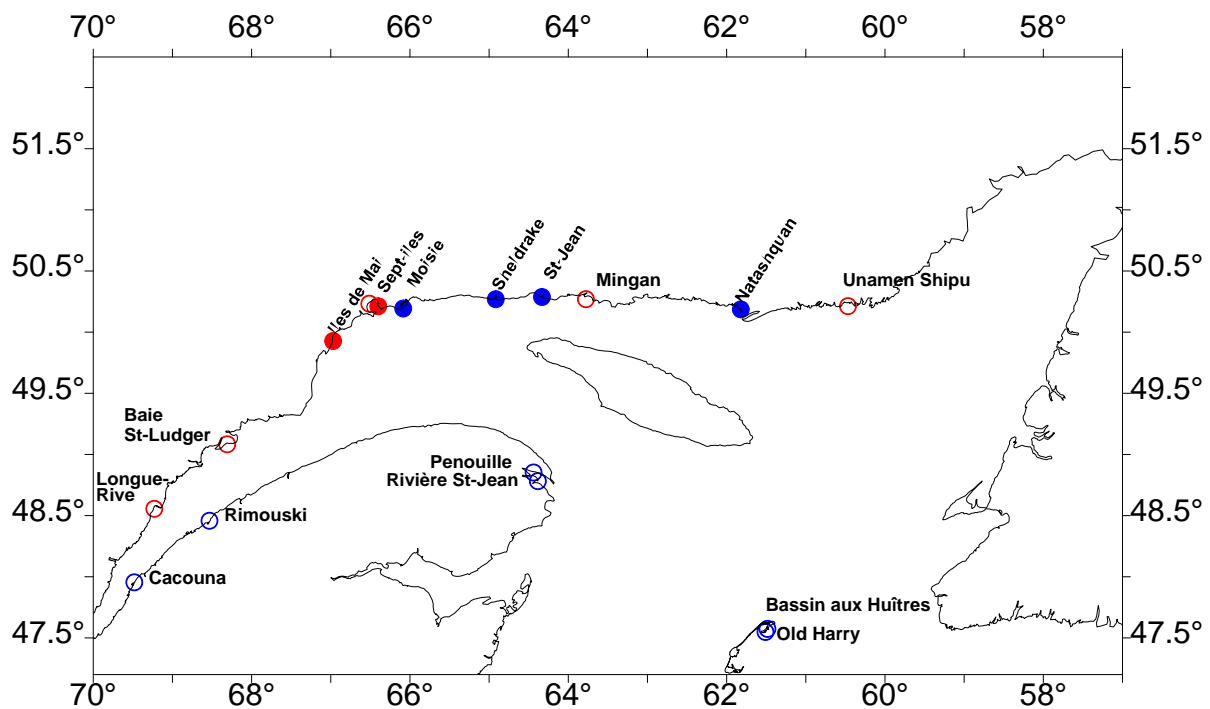 70° 68° 66° 64° 62° 60° 58°
51.5° 51.5°
50.5° 50.5°
49.5° 49.5°
48.5° 48.5°
47.5° 47.5°
Iles de Mai
Sept-Iles
Moisie
Sheldrake
St-Jean
Mingan
Natashquan
Unamen Shipu
Baie
St-Ludger
Longue-
Rive
Penouille
Rivière St-Jean
Rimouski
Cacouna
Bassin aux Huîtres
Old Harry
70° 68° 66° 64° 62° 60° 58°